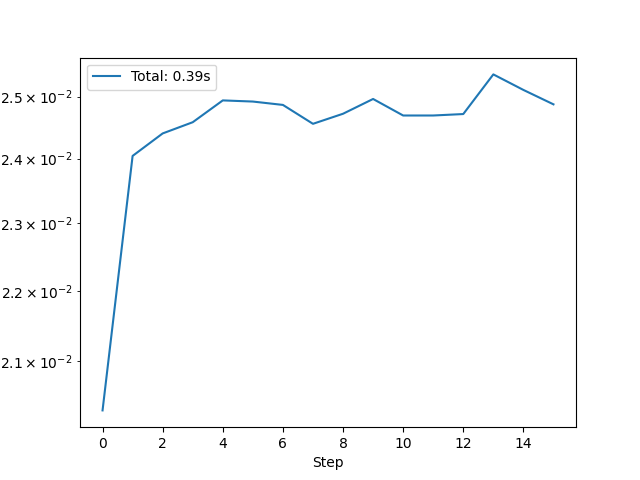 Total: 0.39s
2.5 × 10⁻²
2.4 × 10⁻²
2.3 × 10⁻²
2.2 × 10⁻²
2.1 × 10⁻²
0 2 4 6 8 10 12 14
Step